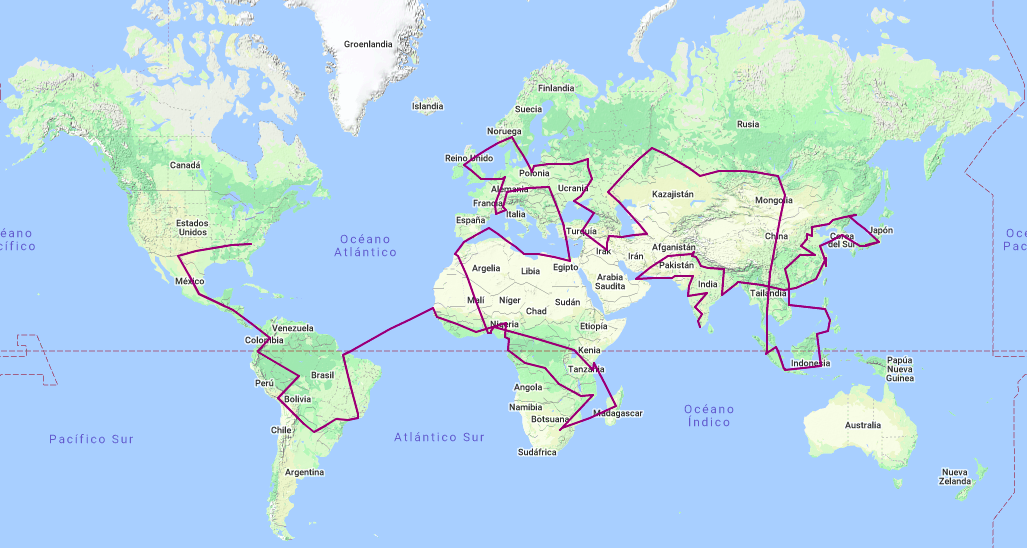 Groenlandia
Islandia
Finlandia
Suecia
Noruega
Rusia
Canadá
Reino Unido
Polonia
Alemania
Ucrania
Kazajistán
Mongolia
Francia
Italia
España
Turquía
Estados
Unidos
Océano
Atlántico
China
Corea
del Sur
Japón
éano
cífico
Oc
Pac
Afganistán
Irak
Irán
Pakistán
Argelia
Libia
Egipto
Arabia
Saudita
India
México
Malí
Níger
Sudán
Chad
Tailandia
Nigeria
Etiopía
Venezuela
Colombia
Kenia
Indonesia
Papúa
Nueva
Guinea
Tanzania
Perú
Brasil
Angola
Bolivia
Namibia
Botsuana
Madagascar
Océano
Índico
Chile
Pacífico Sur
Atlántico Sur
Australia
Sudáfrica
Argentina
Nueva
Zelanda